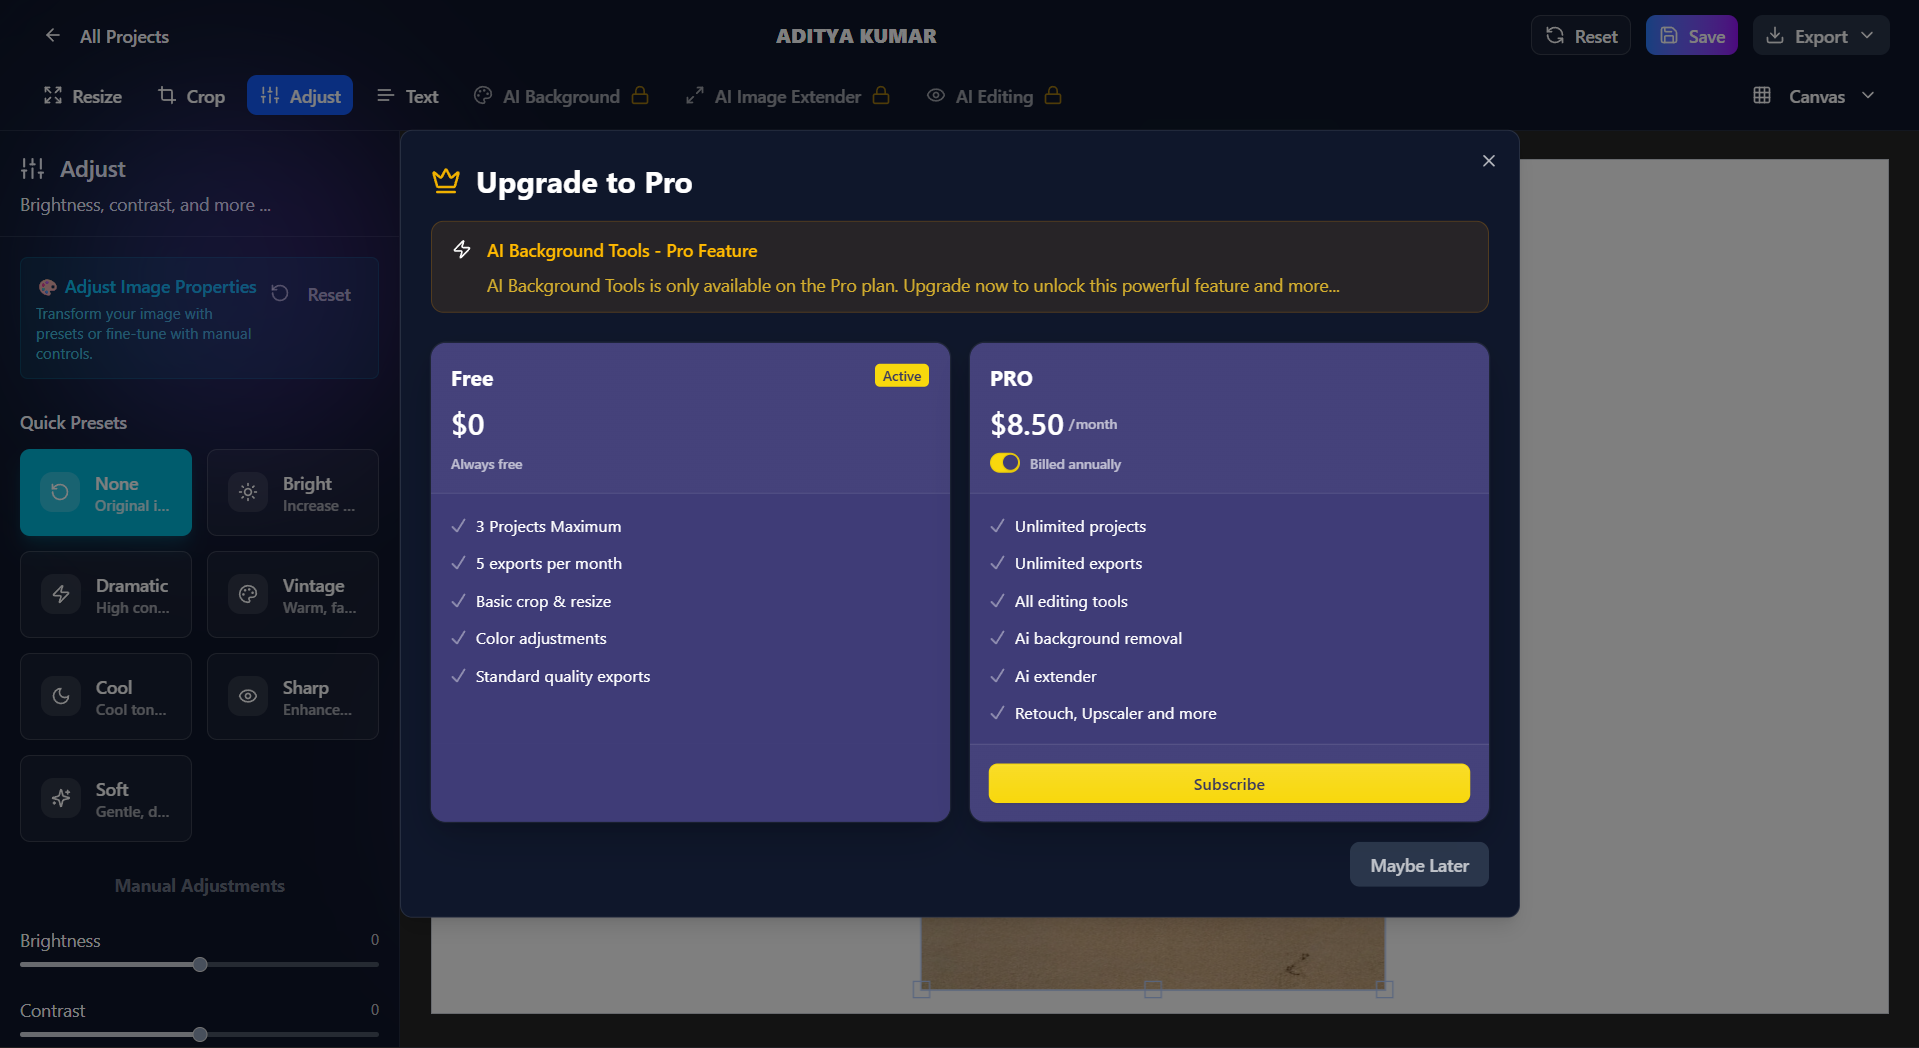 All Projects
ADITYA KUMAR
Reset
Save
Export
Resize
Crop
Adjust
Text
AI Background
AI Image Extender
AI Editing
Canvas
Adjust
Brightness, contrast, and more ...
Adjust Image Properties
Reset
Transform your image with
presets or fine-tune with manual
controls.
Quick Presets
None
Original i...
Bright
Increase ...
Dramatic
High con...
Vintage
Warm, fa...
Cool
Cool ton...
Sharp
Enhance...
Soft
Gentle, d...
Manual Adjustments
Brightness
0
Contrast
0
Upgrade to Pro
AI Background Tools - Pro Feature
AI Background Tools is only available on the Pro plan. Upgrade now to unlock this powerful feature and more...
Free
Active
$0
Always free
3 Projects Maximum
5 exports per month
Basic crop & resize
Color adjustments
Standard quality exports
PRO
$8.50 /month
Billed annually
Unlimited projects
Unlimited exports
All editing tools
Ai background removal
Ai extender
Retouch, Upscaler and more
Subscribe
Maybe Later